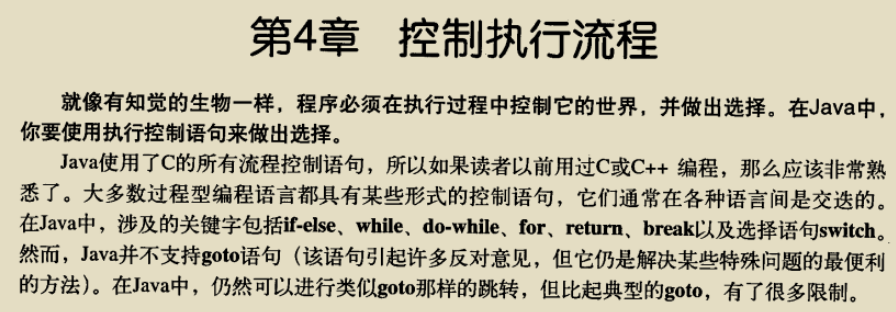 第4章 控制执行流程
就像有知觉的生物一样，程序必须在执行过程中控制它的世界，并做出选择。在Java中，
你要使用执行控制语句来做出选择。
Java使用了C的所有流程控制语句，所以如果读者以前用过C或C++ 编程，那么应该非常熟
悉了。大多数过程型编程语言都具有某些形式的控制语句，它们通常在各种语言间是交迭的。
在Java中，涉及的关键字包括if-else、while、do-while、for、return、break以及选择语句switch。
然而，Java并不支持goto语句（该语句引起许多反对意见，但它仍是解决某些特殊问题的最便利
的方法）。在Java中，仍然可以进行类似goto那样的跳转，但比起典型的goto，有了很多限制。